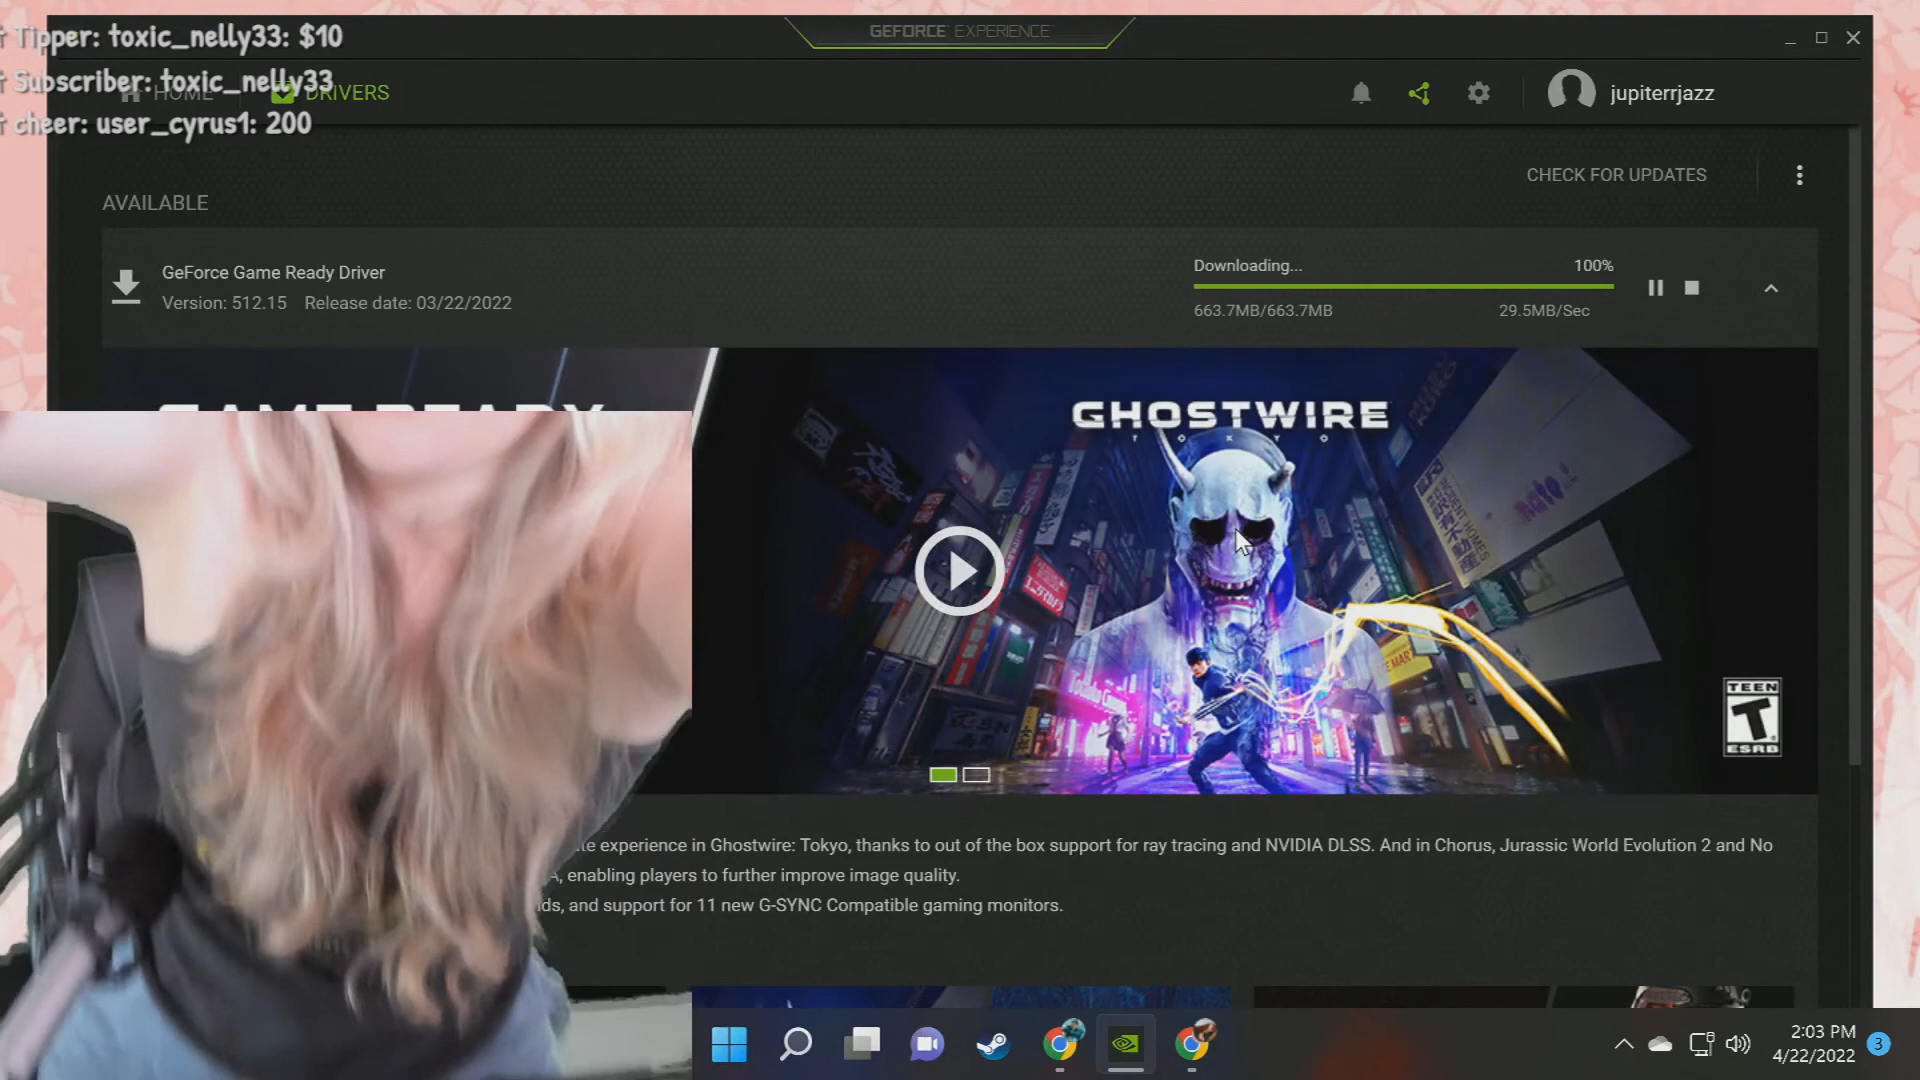 Tipper: toxic_nelly33: $10
Subscriber: toxic_nelly33
cheer: user_cyrus1: 200
GEFORCE EXPERIENCE
HOME
DRIVERS
jupiterrjazz
CHECK FOR UPDATES
AVAILABLE
GeForce Game Ready Driver
Version: 512.15 Release date: 03/22/2022
Downloading... 100%
663.7MB/663.7MB 29.5MB/Sec
GAME READY
GHOSTWIRE
TOKYO
TEEN
T
ESRB
experience in Ghostwire: Tokyo, thanks to out of the box support for ray tracing and NVIDIA DLSS. And in Chorus, Jurassic World Evolution 2 and No
enabling players to further improve image quality.
and support for 11 new G-SYNC Compatible gaming monitors.
2:03 PM
4/22/2022
3